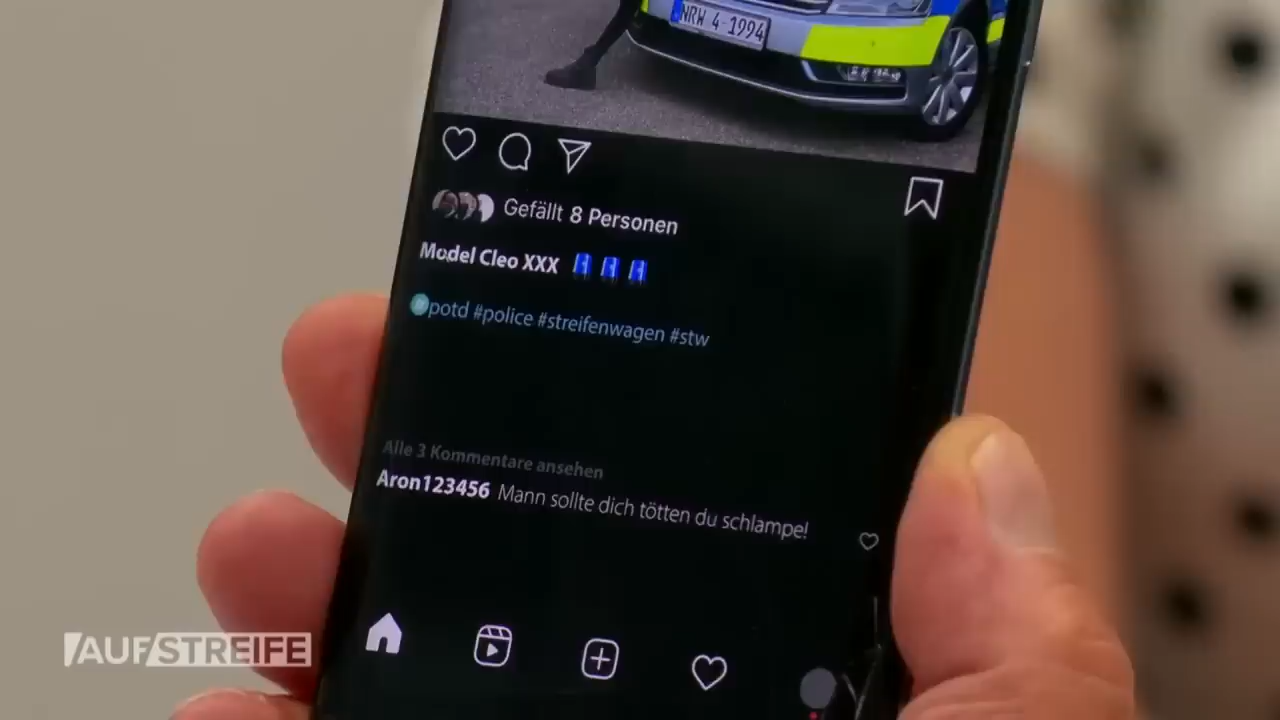 NRW 4-1994
Gefällt 8 Personen
Model Cleo XXX
#potd #police #streifenwagen #stw
Alle 3 Kommentare ansehen
Aron123456 Mann sollte dich tötten du schlampe!
AUF STREIFE